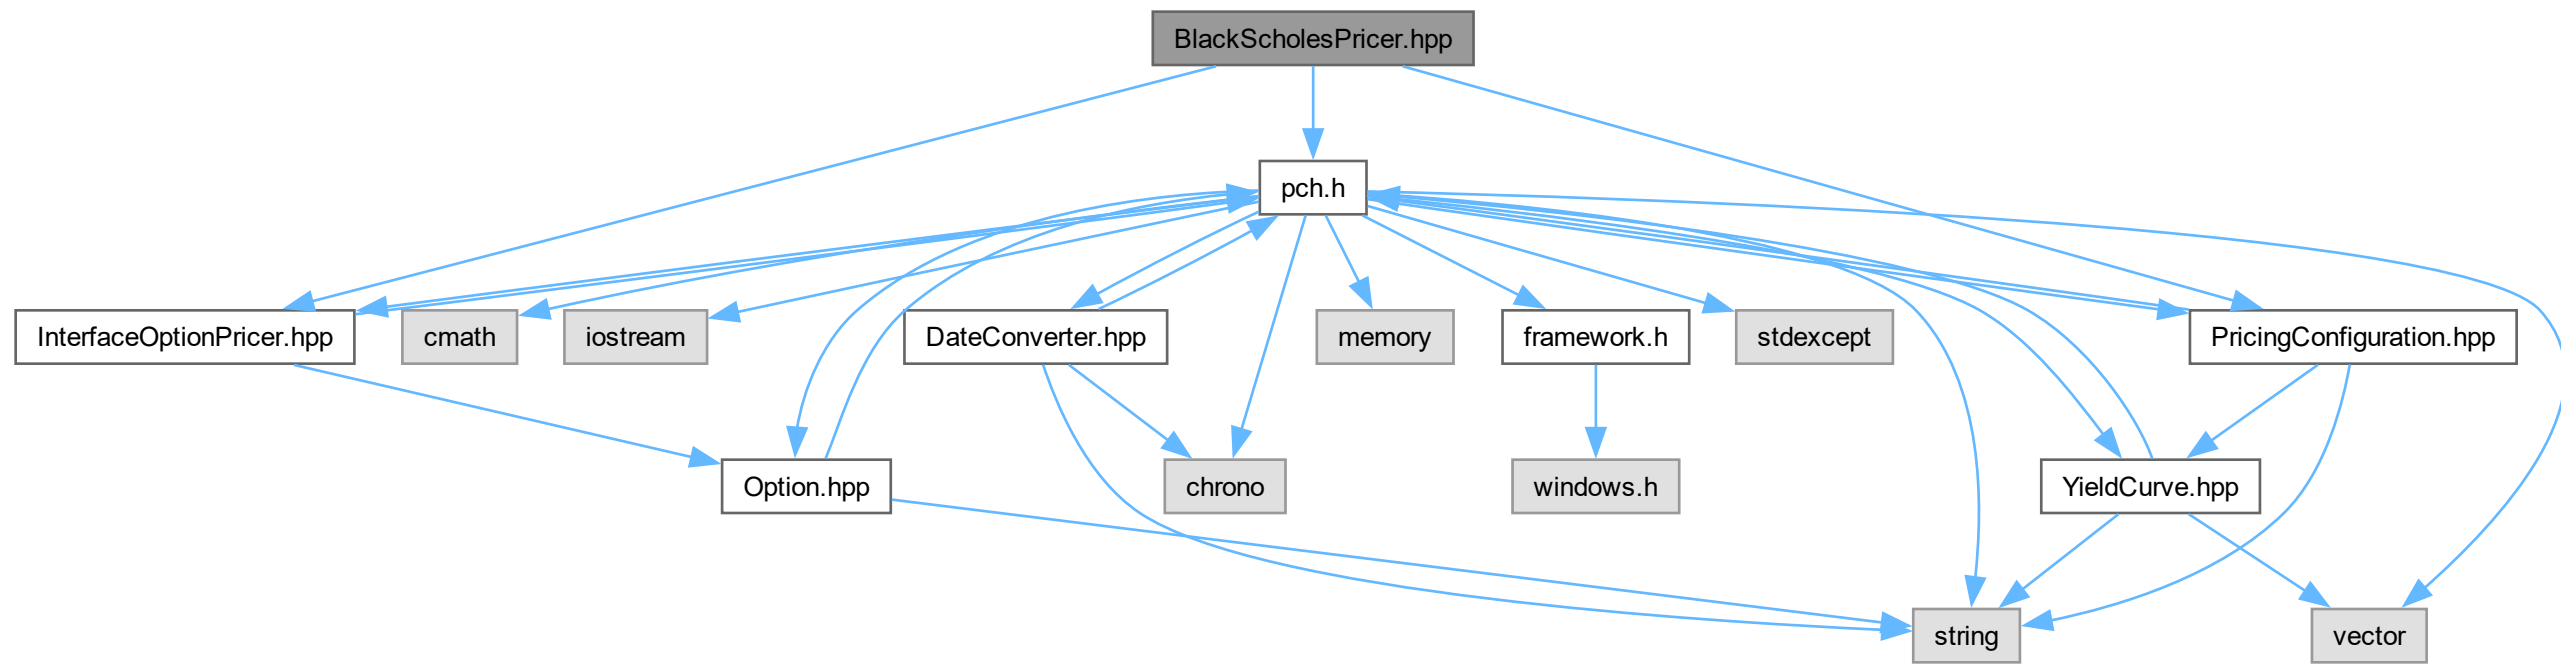 BlackScholesPricer.hpp
pch.h
InterfaceOptionPricer.hpp
cmath
iostream
DateConverter.hpp
memory
framework.h
stdexcept
PricingConfiguration.hpp
Option.hpp
chrono
windows.h
YieldCurve.hpp
string
vector